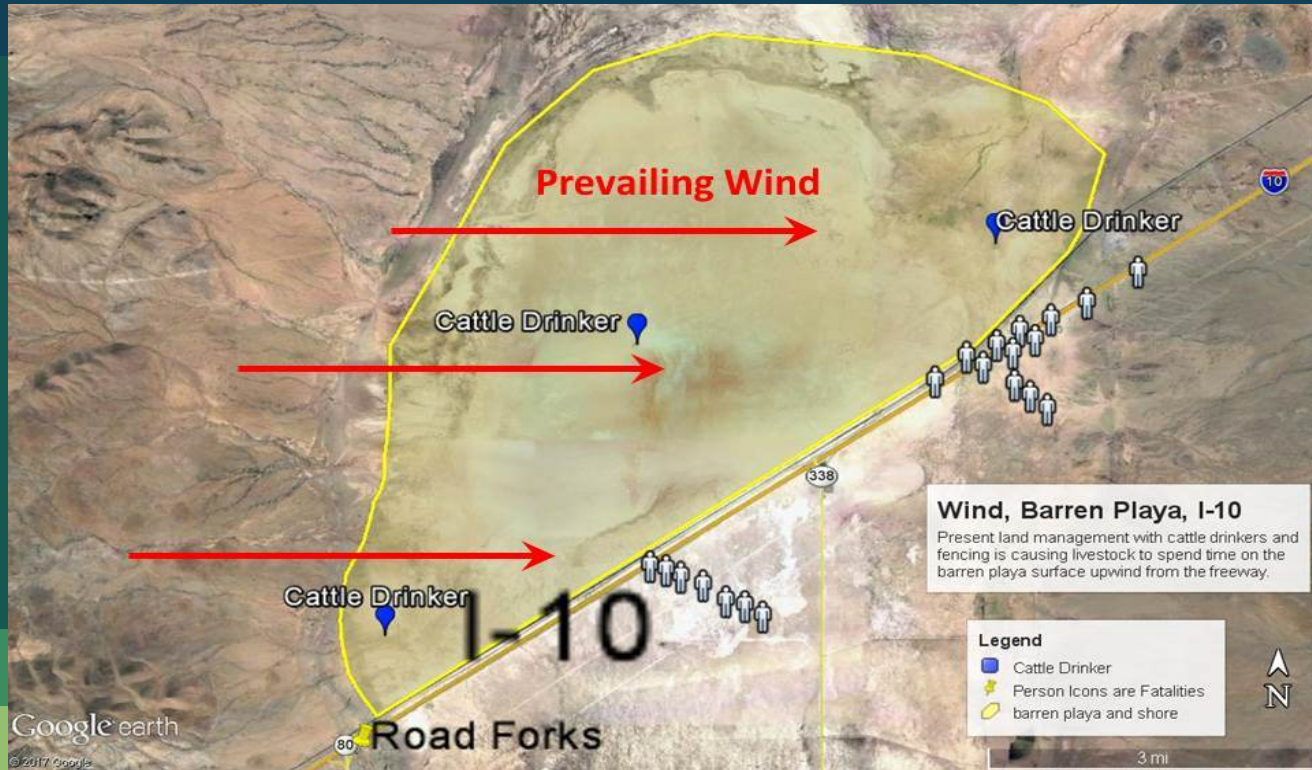 Prevailing Wind
10
Cattle Drinker
Cattle Drinker
338
Wind, Barren Playa, I-10
Present land management with cattle drinkers and
fencing is causing livestock to spend time on the
barren playa surface upwind from the freeway.
Cattle Drinker
I-10
Legend
Cattle Drinker
Person Icons are Fatalities
barren playa and shore
N
Google earth
80
Road Forks
3 mi
© 2017 Google